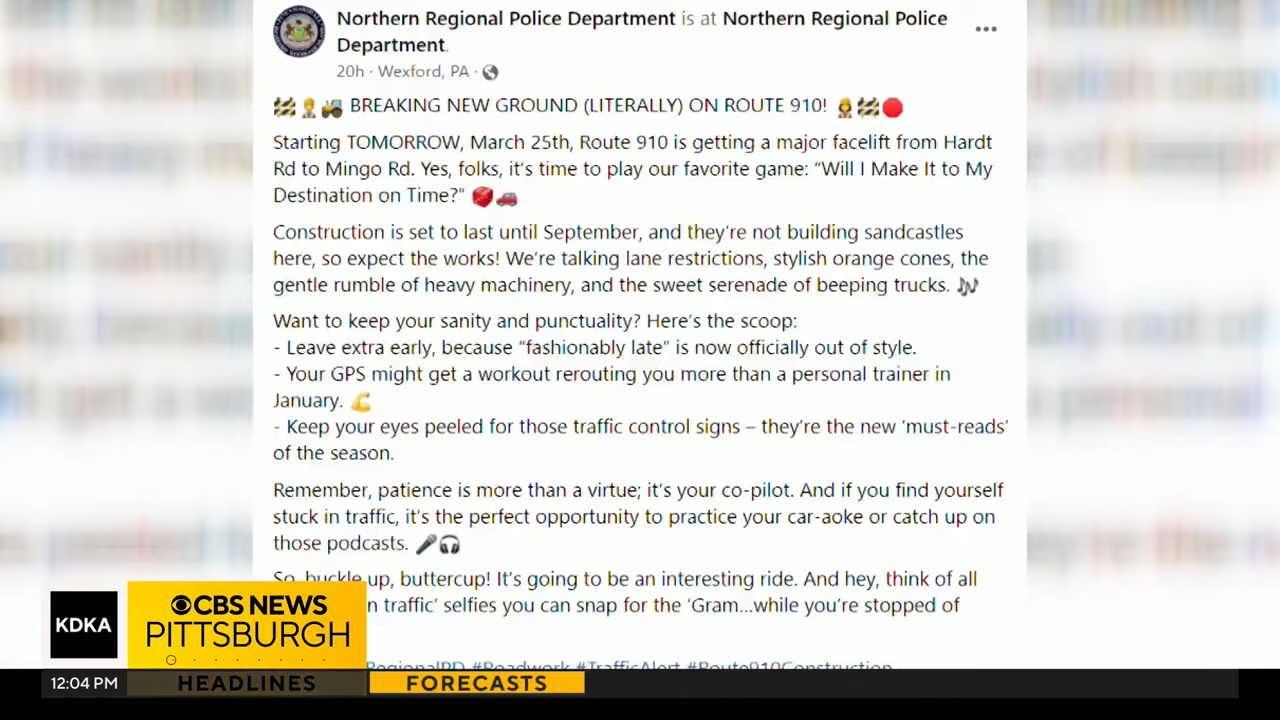 Northern Regional Police Department is at Northern Regional Police
Department.
20h · Wexford, PA ·
BREAKING NEW GROUND (LITERALLY) ON ROUTE 910!
Starting TOMORROW, March 25th, Route 910 is getting a major facelift from Hardt
Rd to Mingo Rd. Yes, folks, it's time to play our favorite game: “Will I Make It to My
Destination on Time?”
Construction is set to last until September, and they're not building sandcastles
here, so expect the works! We're talking lane restrictions, stylish orange cones, the
gentle rumble of heavy machinery, and the sweet serenade of beeping trucks.
Want to keep your sanity and punctuality? Here's the scoop:
- Leave extra early, because “fashionably late” is now officially out of style.
- Your GPS might get a workout rerouting you more than a personal trainer in
January.
- Keep your eyes peeled for those traffic control signs – they're the new ‘must-reads’
of the season.
Remember, patience is more than a virtue; it's your co-pilot. And if you find yourself
stuck in traffic, it's the perfect opportunity to practice your car-aoke or catch up on
those podcasts.
So, buckle up, buttercup! It's going to be an interesting ride. And hey, think of all
n traffic’ selfies you can snap for the ‘Gram...while you're stopped of
RegionalPD #Roadwork #TrafficAlert #Route910Construction
KDKA
CBS NEWS
PITTSBURGH
12:04 PM
HEADLINES
FORECASTS